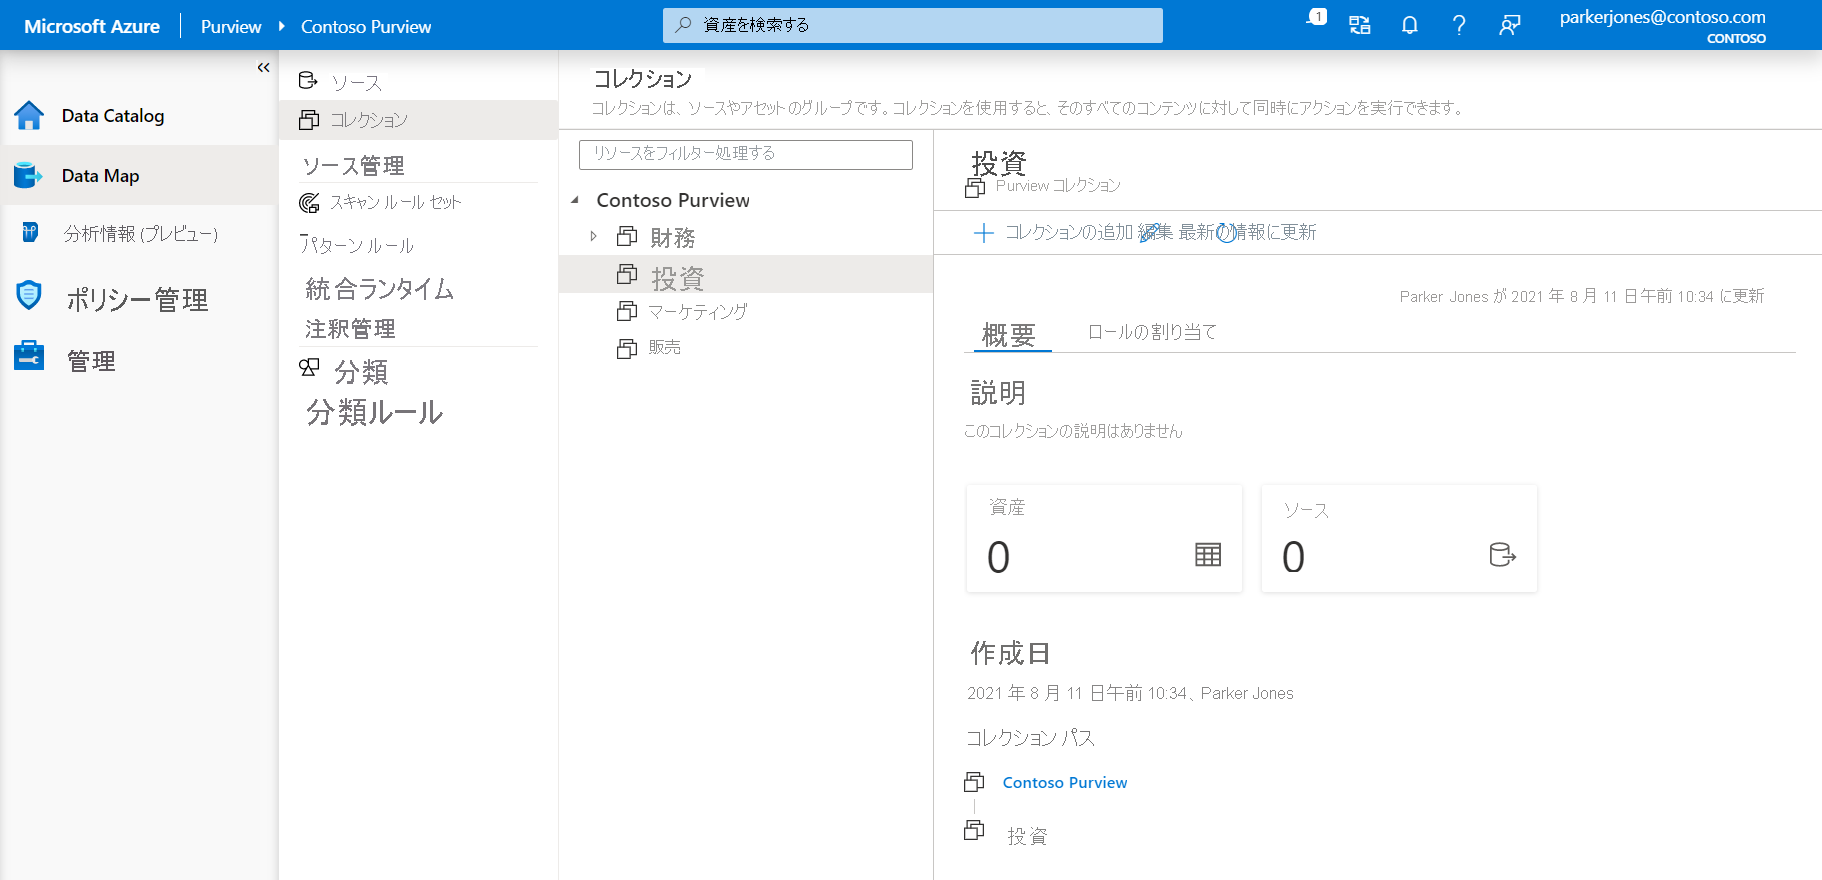 Microsoft Azure
Purview
Contoso Purview
資産を検索する
1
?
parkerjones@contoso.com
CONTOSO
Data Catalog
Data Map
分析情報 (プレビュー)
ポリシー管理
管理
ソース
コレクション
ソース管理
スキャン ルール セット
パターン ルール
統合ランタイム
注釈管理
分類
分類ルール
コレクション
コレクションは、ソースやアセットのグループです。コレクションを使用すると、そのすべてのコンテンツに対して同時にアクションを実行できます。
リソースをフィルター処理する
Contoso Purview
財務
投資
マーケティング
販売
投資
Purview コレクション
コレクションの追加 編集 最新の情報に更新
Parker Jones が 2021 年 8 月 11 日午前 10:34 に更新
概要
ロールの割り当て
説明
このコレクションの説明はありません
資産
0
ソース
0
作成日
2021 年 8 月 11 日午前 10:34、Parker Jones
コレクション パス
Contoso Purview
投資